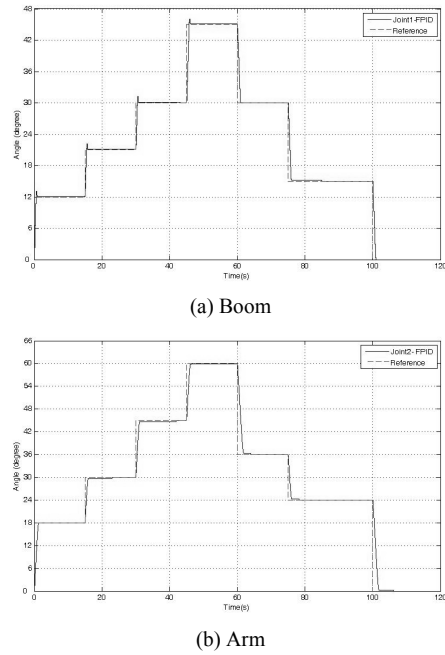 48
42
36
30
24
18
12
6
0
Angle (degree)
Joint1-FPID
Reference
0 20 40 60 80 100 120
Time(s)
(a) Boom
66
60
54
48
42
36
30
24
18
12
6
0
Angle (degree)
Joint2- FPID
Reference
0 20 40 60 80 100 120
Time(s)
(b) Arm